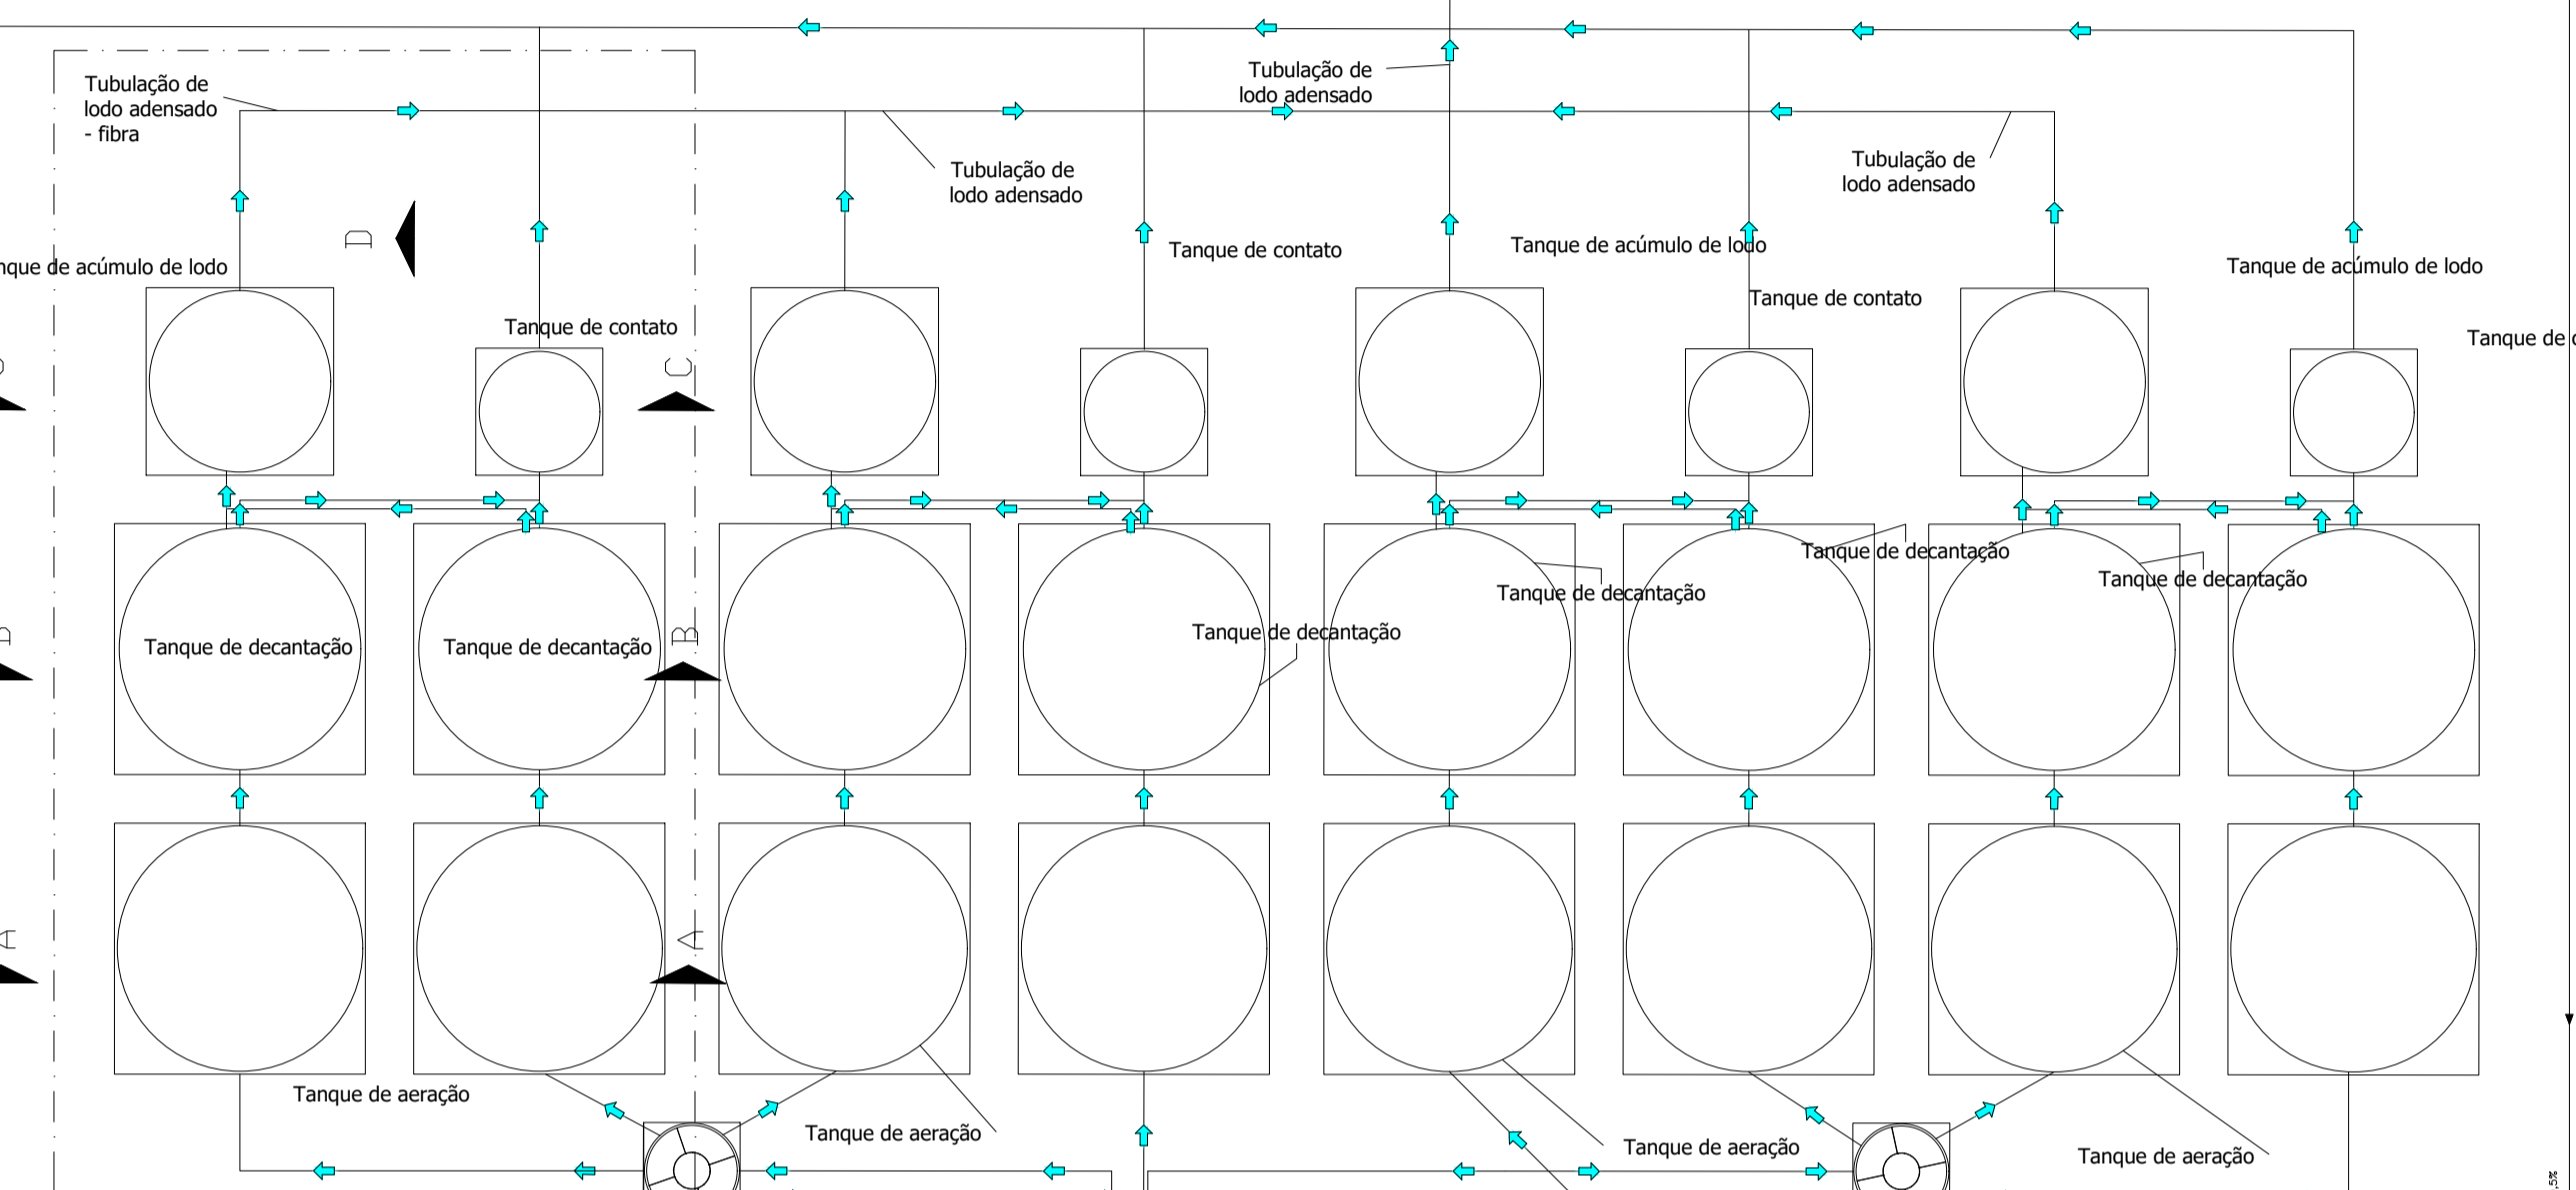 Tubulação de
lodo adensado
- fibra
Tubulação de
lodo adensado
Tubulação de
lodo adensado
Tubulação de
lodo adensado
D
nque de acúmulo de lodo
Tanque de contato
Tanque de acúmulo de lodo
Tanque de acúmulo de lodo
Tanque de contato
Tanque de contato
Tanque de
C
Tanque de decantação
Tanque de decantação
Tanque de decantação
B
Tanque de decantação
Tanque de decantação
Tanque de decantação
A
A
Tanque de aeração
Tanque de aeração
Tanque de aeração
Tanque de aeração
,5%